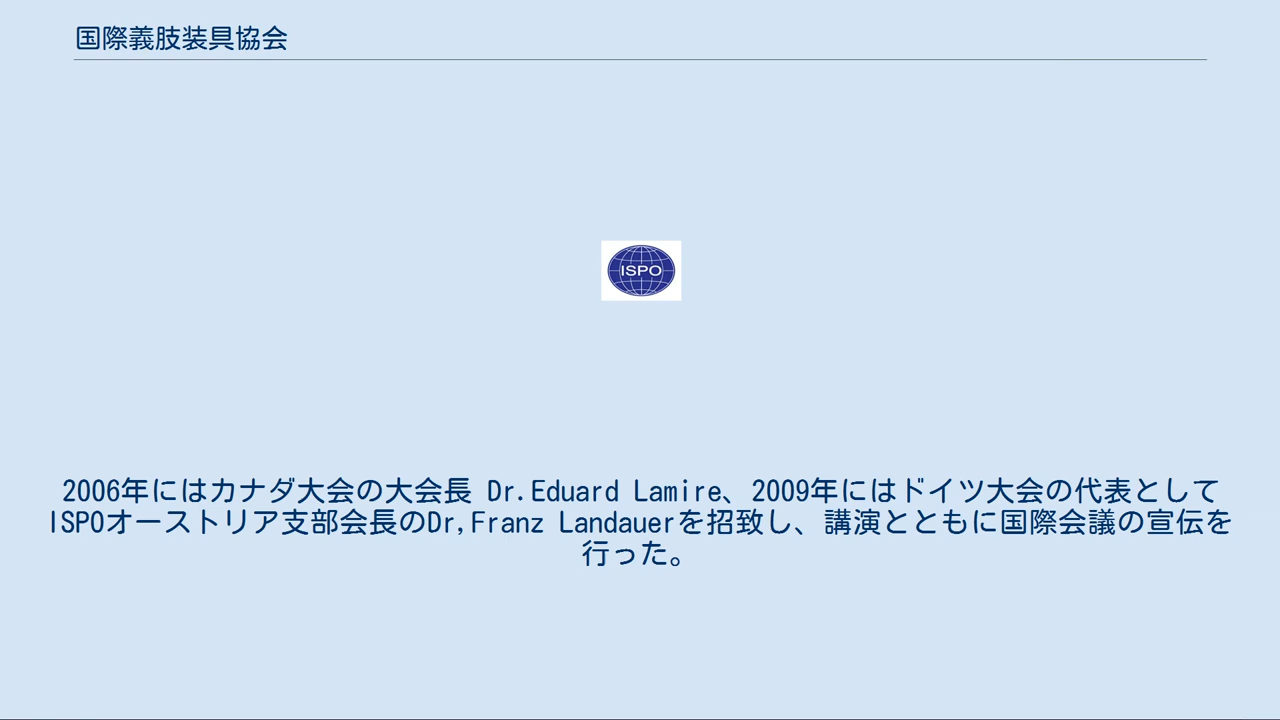 国際義肢装具協会
ISPO
2006年にはカナダ大会の大会長 Dr.Eduard Lamire、2009年にはドイツ大会の代表として
ISPOオーストリア支部会長のDr,Franz Landauerを招致し、講演とともに国際会議の宣伝を
行った。